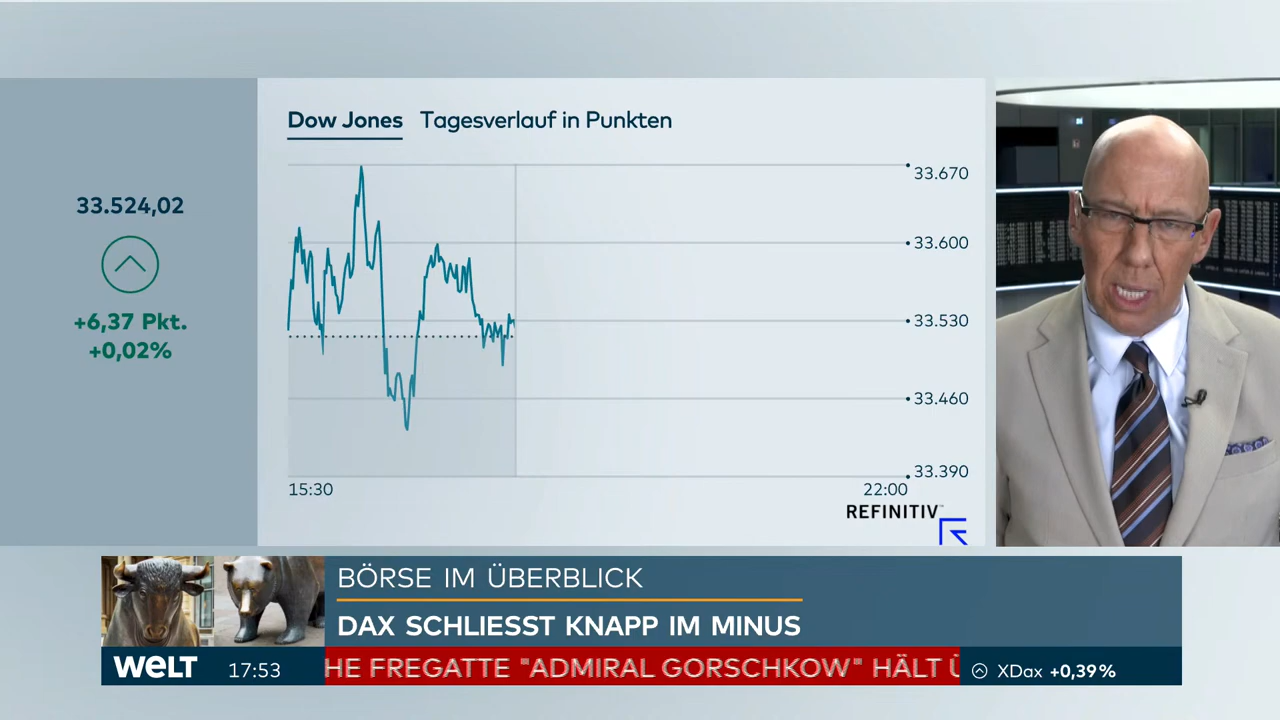 Dow Jones Tagesverlauf in Punkten
33.524,02
+6,37 Pkt.
+0,02%
33.670
33.600
33.530
33.460
33.390
15:30
22:00
REFINITIV™
BÖRSE IM ÜBERBLICK
DAX SCHLIESST KNAPP IM MINUS
WELT 17:53 HE FREGATTE "ADMIRAL GORSCHKOW" HÄLT Ü XDax +0,39%